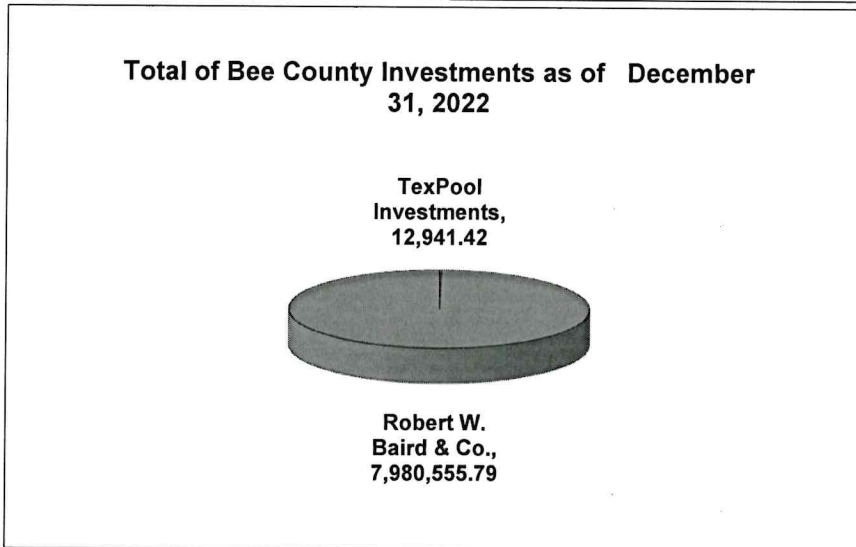 Total of Bee County Investments as of December
31, 2022
TexPool
Investments,
12,941.42
Robert W.
Baird & Co.,
7,980,555.79